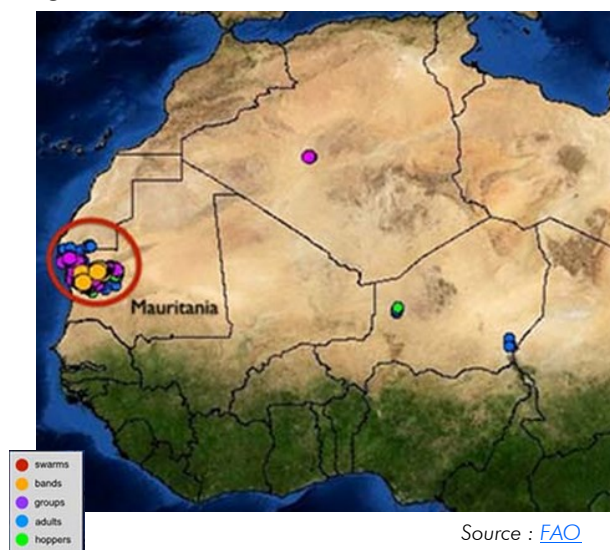 Mauritania
swarms
bands
groups
adults
hoppers
Source : FAO